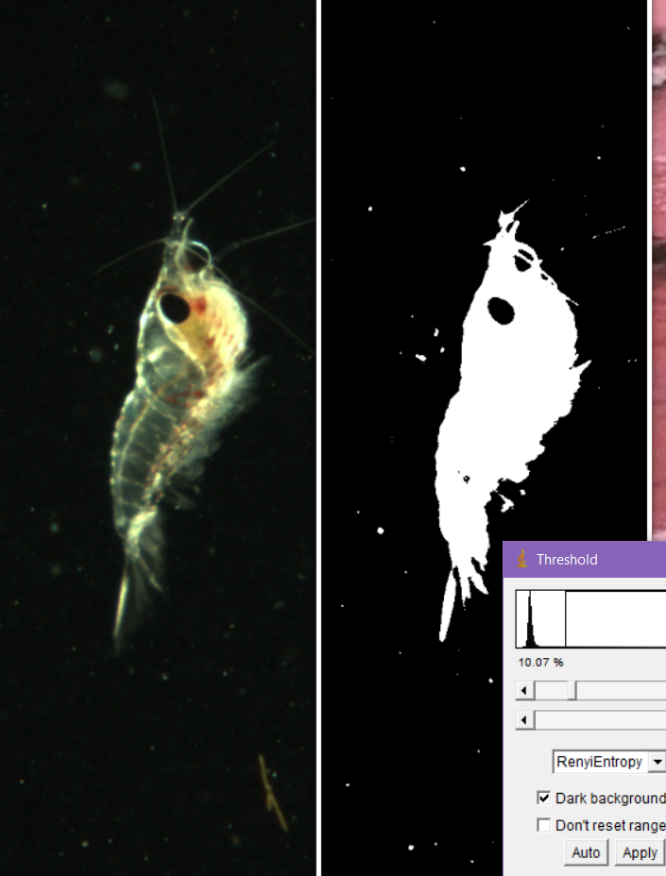 Threshold
10.07 %
RenyiEntropy
Dark background
Don't reset range
Auto Apply